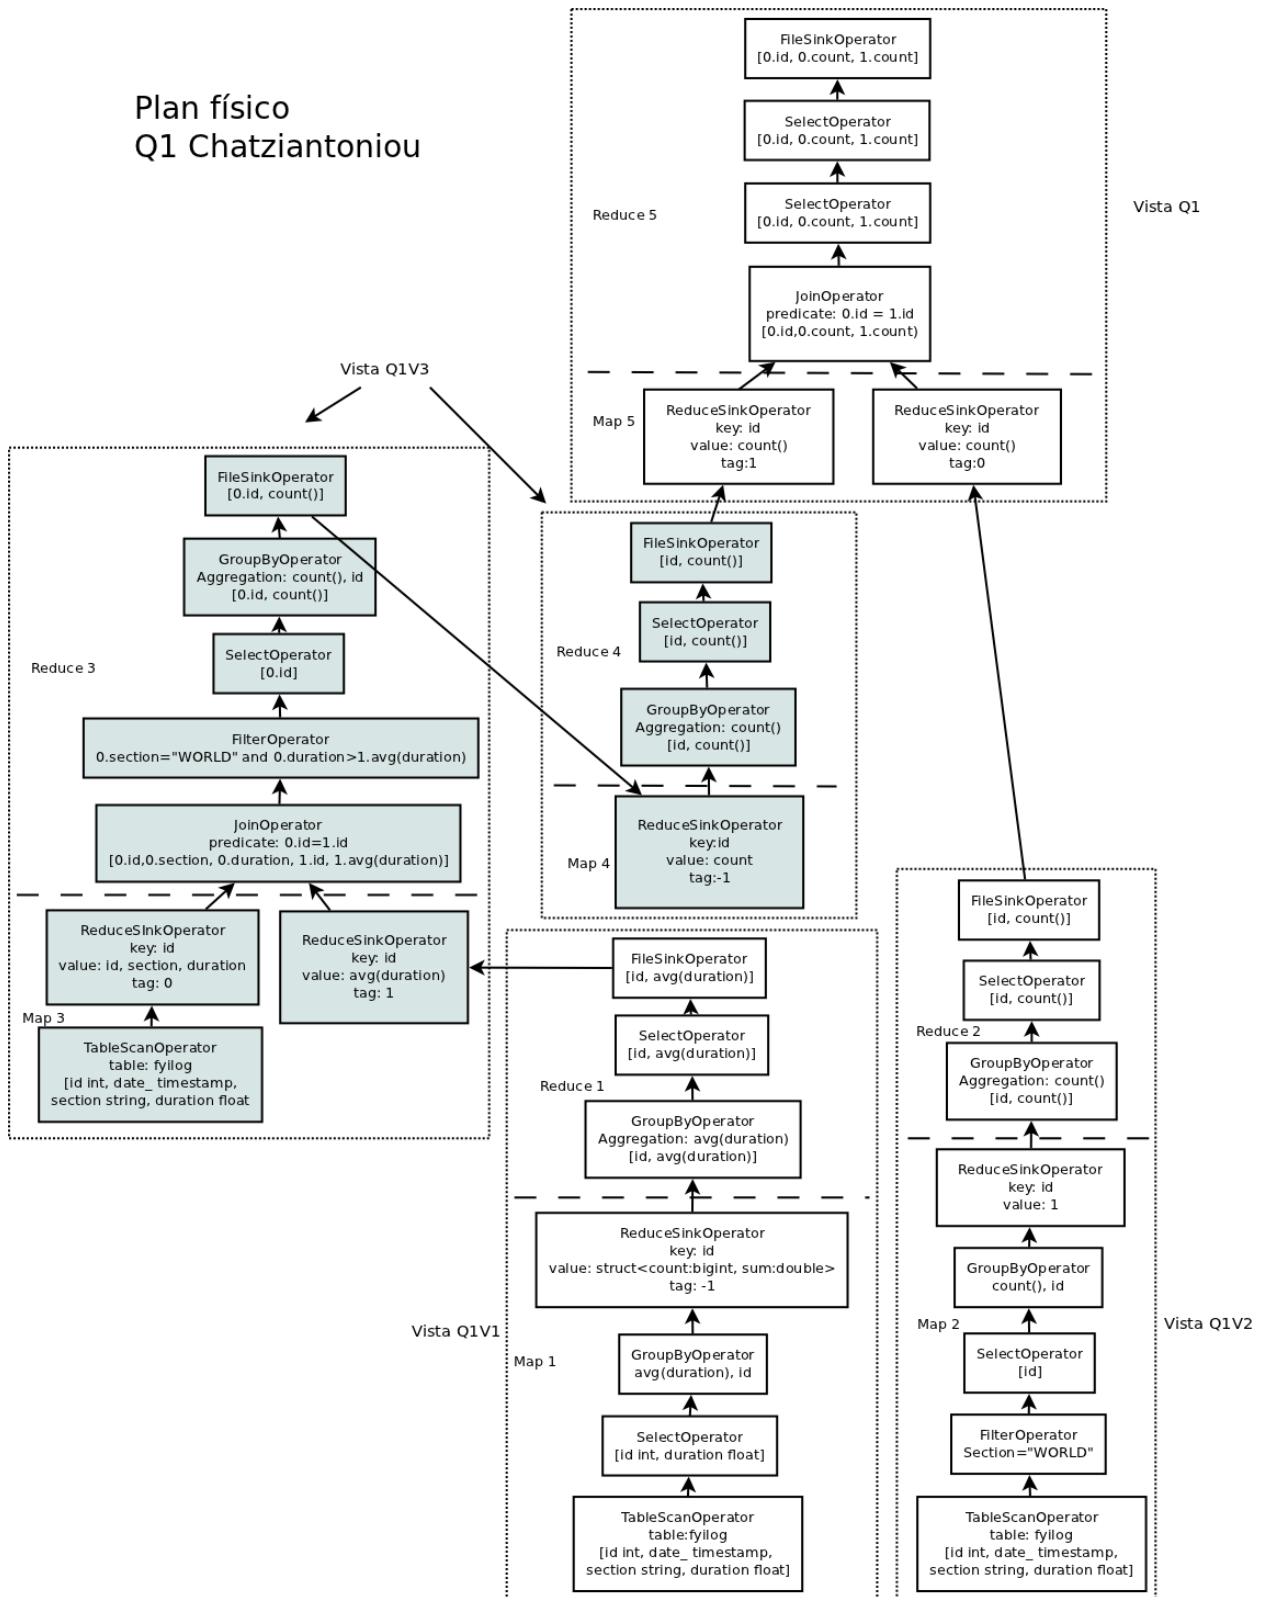 Plan físico
Q1 Chatziantoniou
FileSinkOperator
[0.id, 0.count, 1.count]
SelectOperator
[0.id, 0.count, 1.count]
SelectOperator
[0.id, 0.count, 1.count]
Reduce 5
Vista Q1
JoinOperator
predicate: 0.id = 1.id
[0.id,0.count, 1.count)
Map 5
ReduceSinkOperator
key: id
value: count()
tag:1
ReduceSinkOperator
key: id
value: count()
tag:0
Vista Q1V3
FileSinkOperator
[0.id, count()]
GroupByOperator
Aggregation: count(), id
[0.id, count()]
SelectOperator
[0.id]
Reduce 3
FilterOperator
0.section="WORLD" and 0.duration>1.avg(duration)
JoinOperator
predicate: 0.id=1.id
[0.id,0.section, 0.duration, 1.id, 1.avg(duration)]
ReduceSInkOperator
key: id
value: id, section, duration
tag: 0
ReduceSinkOperator
key: id
value: avg(duration)
tag: 1
Map 3
TableScanOperator
table: fyilog
[id int, date_ timestamp,
section string, duration float
FileSinkOperator
[id, count()]
SelectOperator
[id, count()]
Reduce 4
GroupByOperator
Aggregation: count()
[id, count()]
ReduceSinkOperator
key:id
value: count
tag:-1
Map 4
FileSinkOperator
[id, avg(duration)]
SelectOperator
[id, avg(duration)]
Reduce 1
GroupByOperator
Aggregation: avg(duration)
[id, avg(duration)]
ReduceSinkOperator
key: id
value: struct<count:bigint, sum:double>
tag: -1
Vista Q1V1
Map 1
GroupByOperator
avg(duration), id
SelectOperator
[id int, duration float]
TableScanOperator
table:fyilog
[id int, date_ timestamp,
section string, duration float]
FileSinkOperator
[id, count()]
SelectOperator
[id, count()]
Reduce 2
GroupByOperator
Aggregation: count()
[id, count()]
ReduceSinkOperator
key: id
value: 1
GroupByOperator
count(), id
Map 2
Vista Q1V2
SelectOperator
[id]
FilterOperator
Section="WORLD"
TableScanOperator
table: fyilog
[id int, date_ timestamp,
section string, duration float]